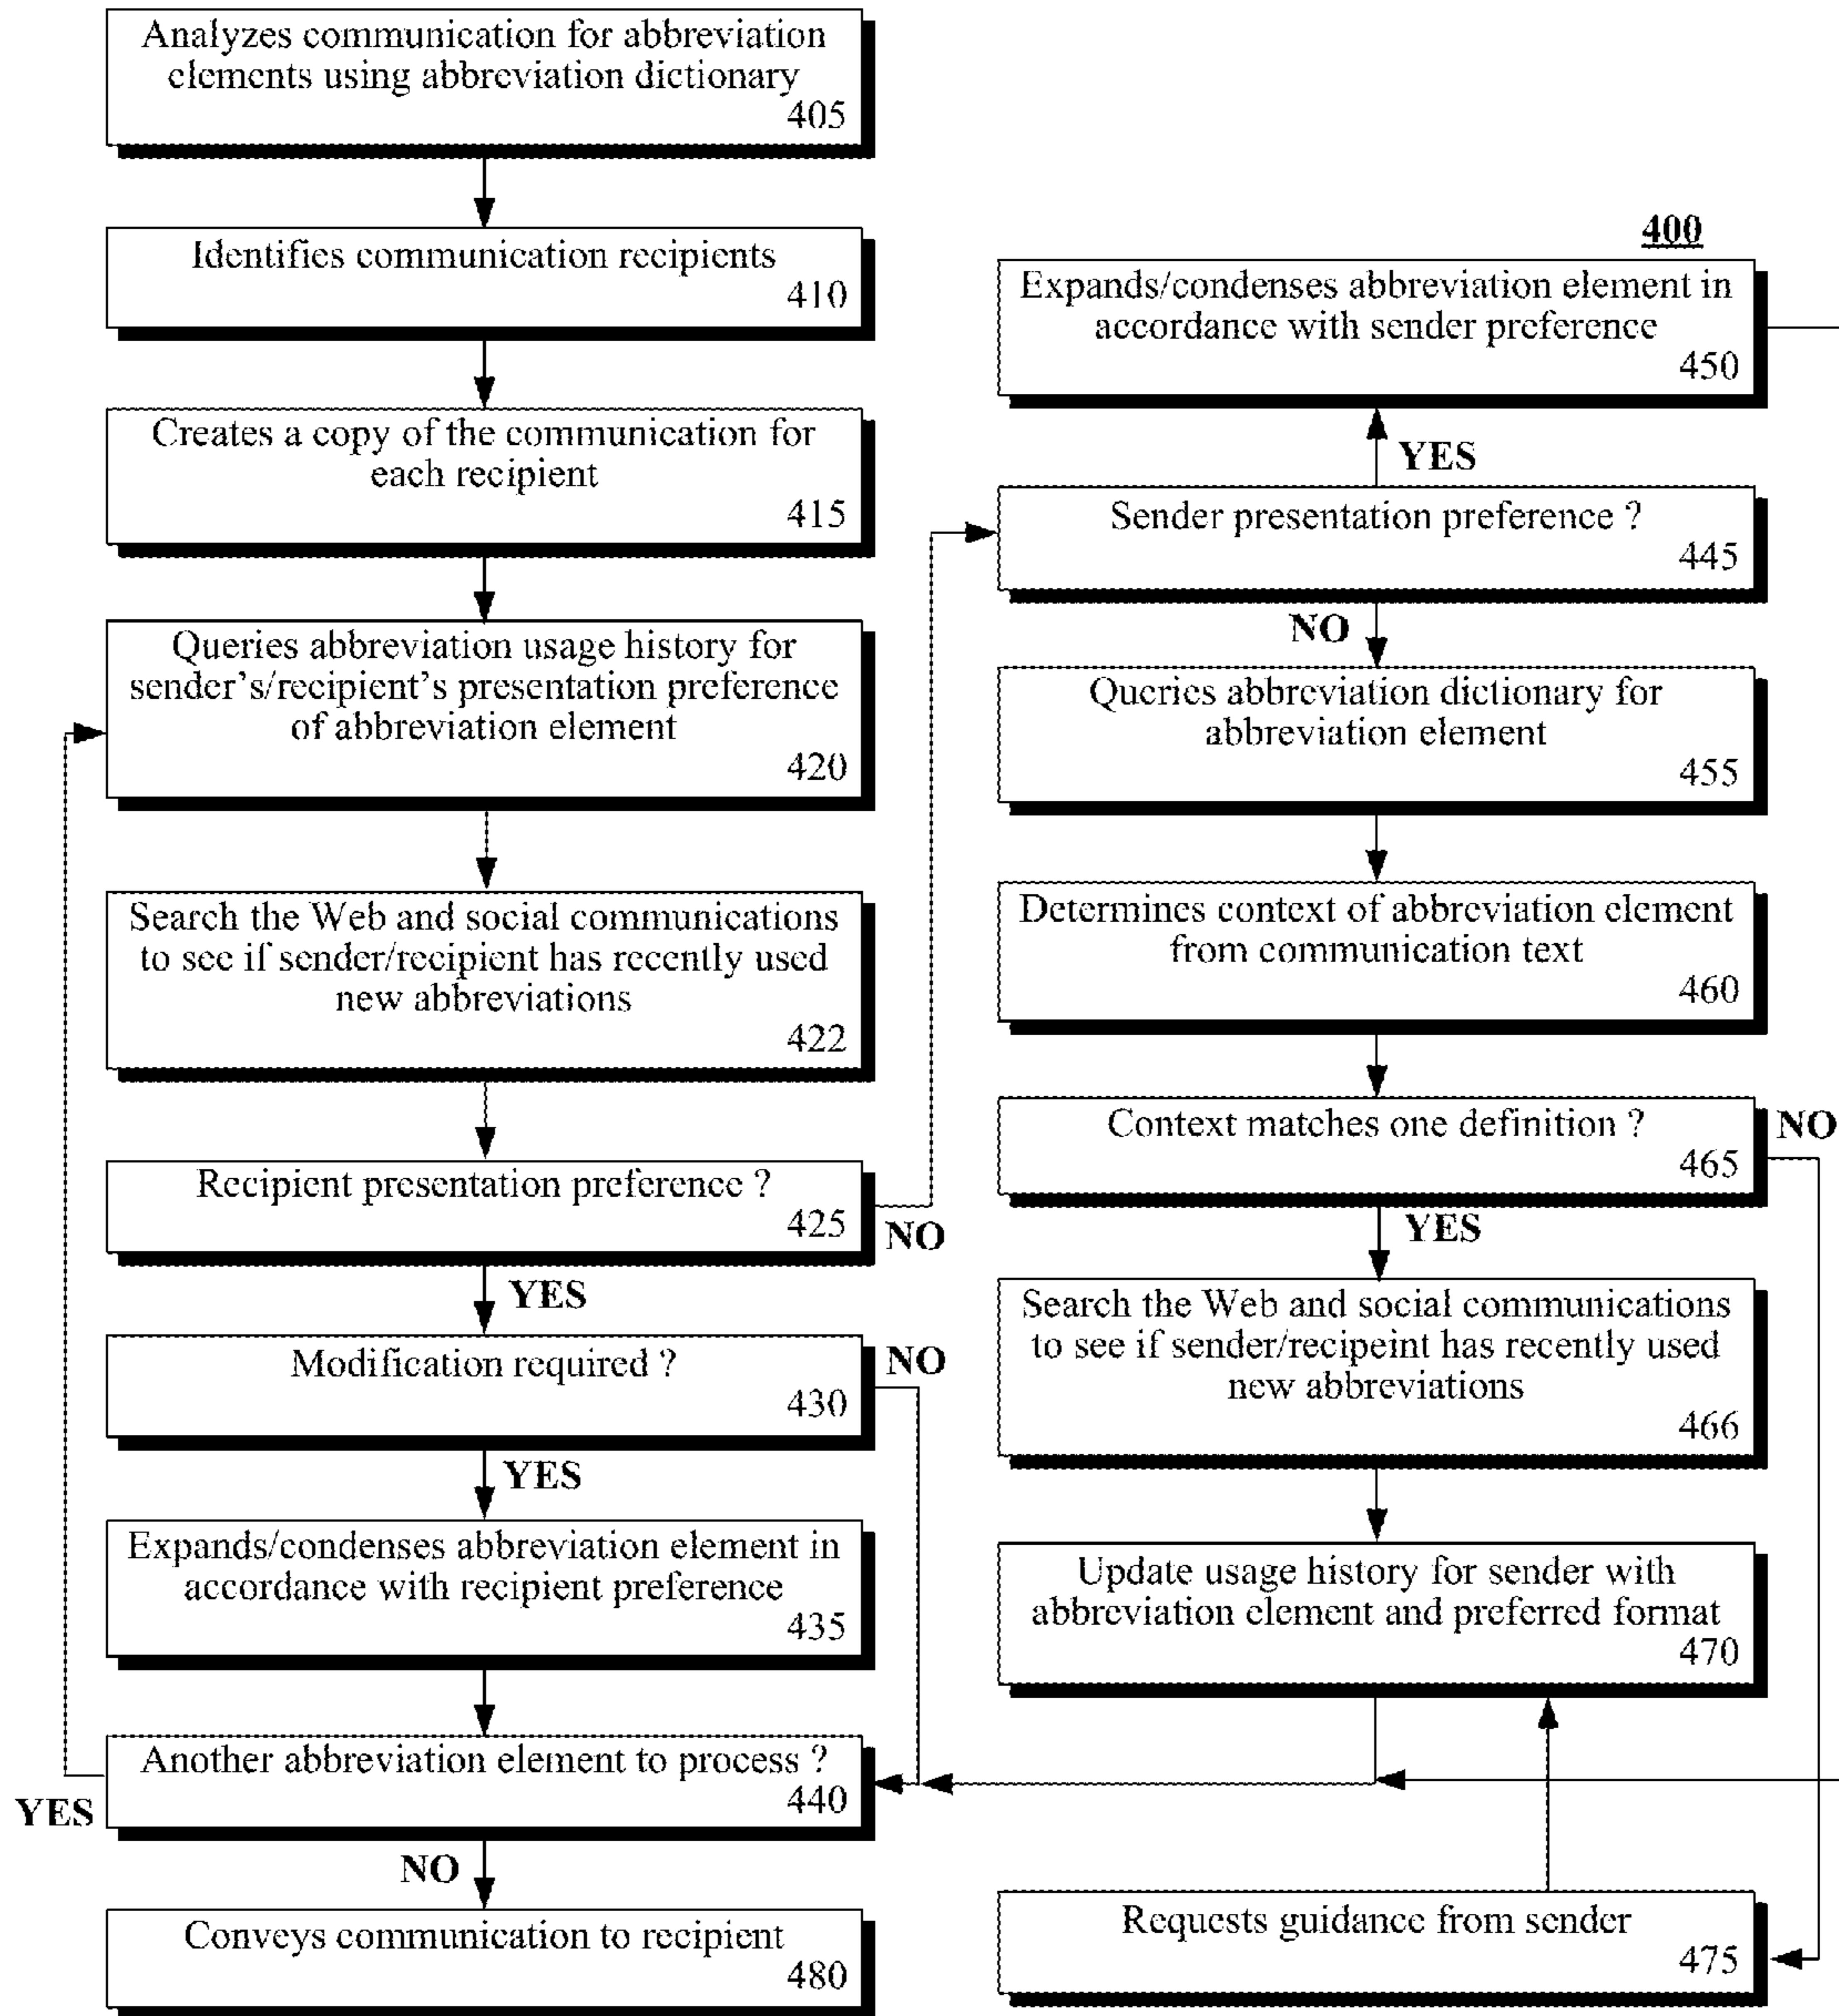 Analyzes communication for abbreviation
elements using abbreviation dictionary
405
Identifies communication recipients
410
Creates a copy of the communication for
each recipient
415
Queries abbreviation usage history for
sender's/recipient's presentation preference
of abbreviation element
420
Search the Web and social communications
to see if sender/recipient has recently used
new abbreviations
422
Recipient presentation preference ?
425
NO
YES
Modification required ?
430
NO
YES
Expands/condenses abbreviation element in
accordance with recipient preference
435
Another abbreviation element to process ?
440
YES
NO
Conveys communication to recipient
480
400
Expands/condenses abbreviation element in
accordance with sender preference
450
YES
Sender presentation preference ?
445
NO
Queries abbreviation dictionary for
abbreviation element
455
Determines context of abbreviation element
from communication text
460
Context matches one definition ?
465
NO
YES
Search the Web and social communications
to see if sender/recipeint has recently used
new abbreviations
466
Update usage history for sender with
abbreviation element and preferred format
470
Requests guidance from sender
475